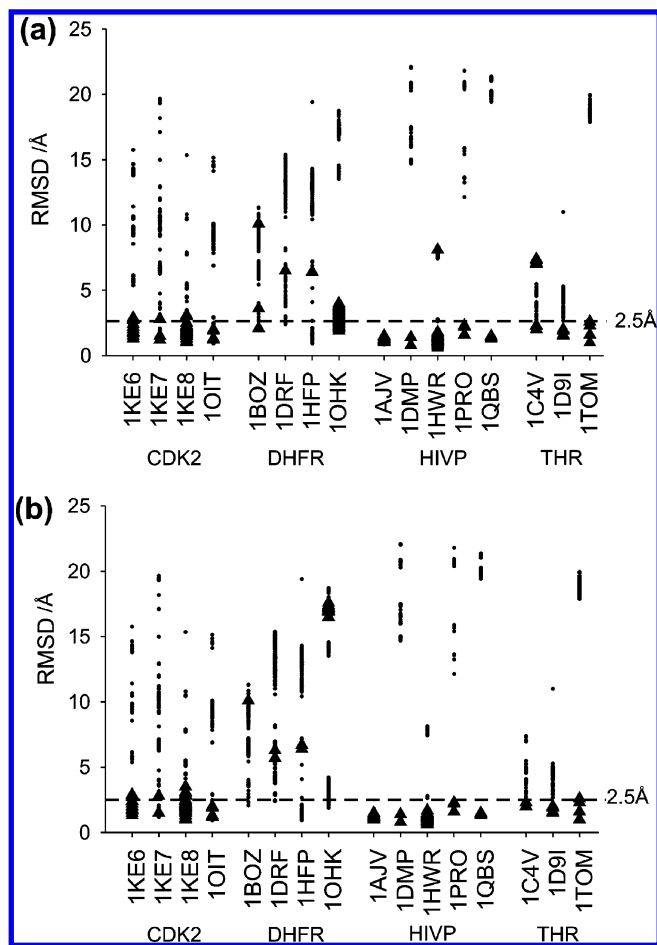 (a)
25
20
15
10
5
0
RMSD /Å
2.5Å
1KE6 1KE7 1KE8 1OIT 1BOZ 1DRF 1HFP 1OHK 1AJV 1DMP 1HWR 1PRO 1QBS 1C4V 1D9I 1TOM
CDK2 DHFR HIVP THR
(b)
25
20
15
10
5
0
RMSD /Å
2.5Å
1KE6 1KE7 1KE8 1OIT 1BOZ 1DRF 1HFP 1OHK 1AJV 1DMP 1HWR 1PRO 1QBS 1C4V 1D9I 1TOM
CDK2 DHFR HIVP THR